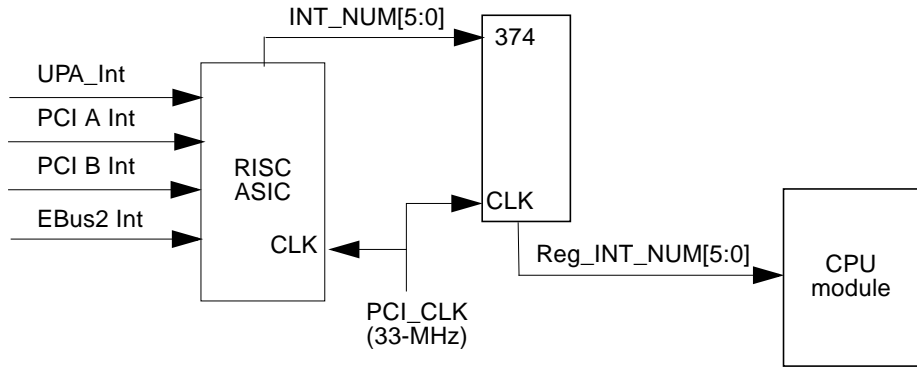 INT_NUM[5:0]
374
UPA_Int
PCI A Int
PCI B Int
RISC
ASIC
EBus2 Int
CLK
CLK
Reg_INT_NUM[5:0]
CPU
module
PCI_CLK
(33-MHz)